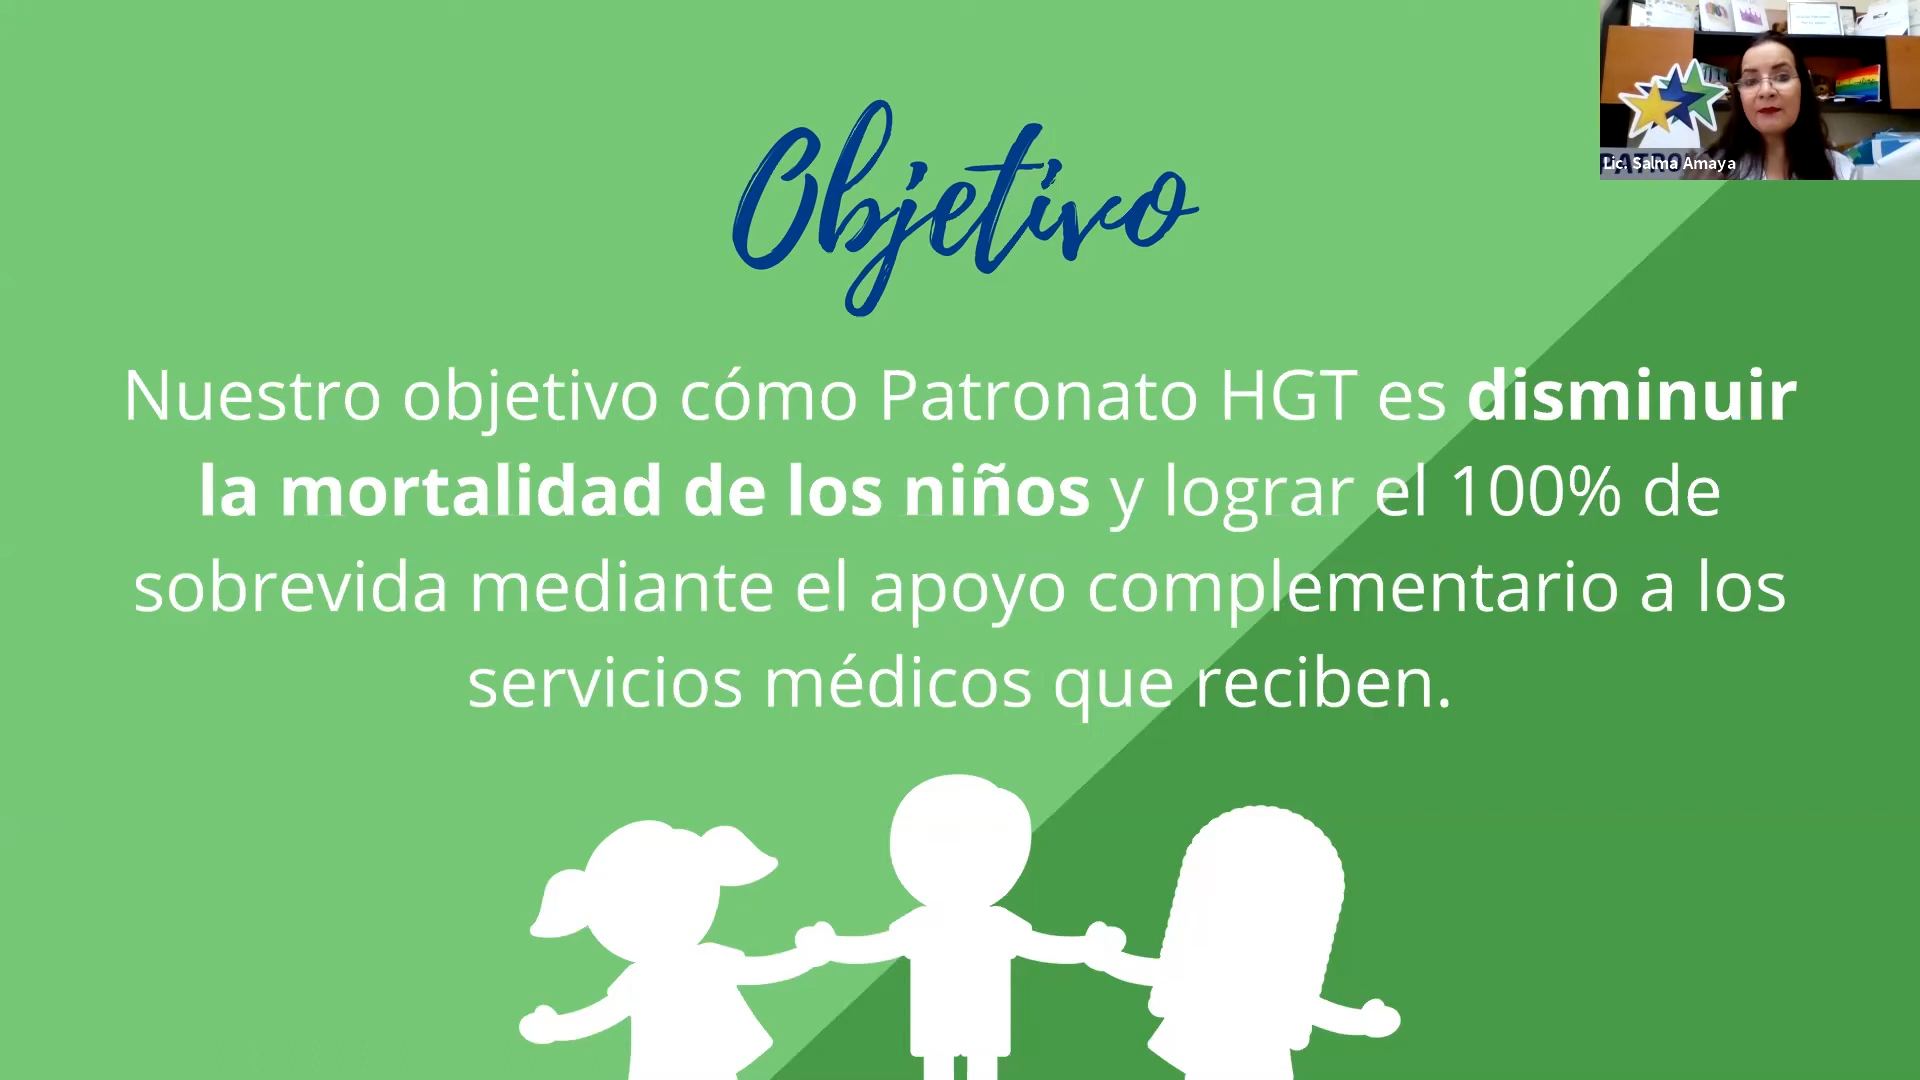 Objetivo
Nuestro objetivo cómo Patronato HGT es disminuir
la mortalidad de los niños y lograr el 100% de
sobrevida mediante el apoyo complementario a los
servicios médicos que reciben.
Lic. Salma Amaya